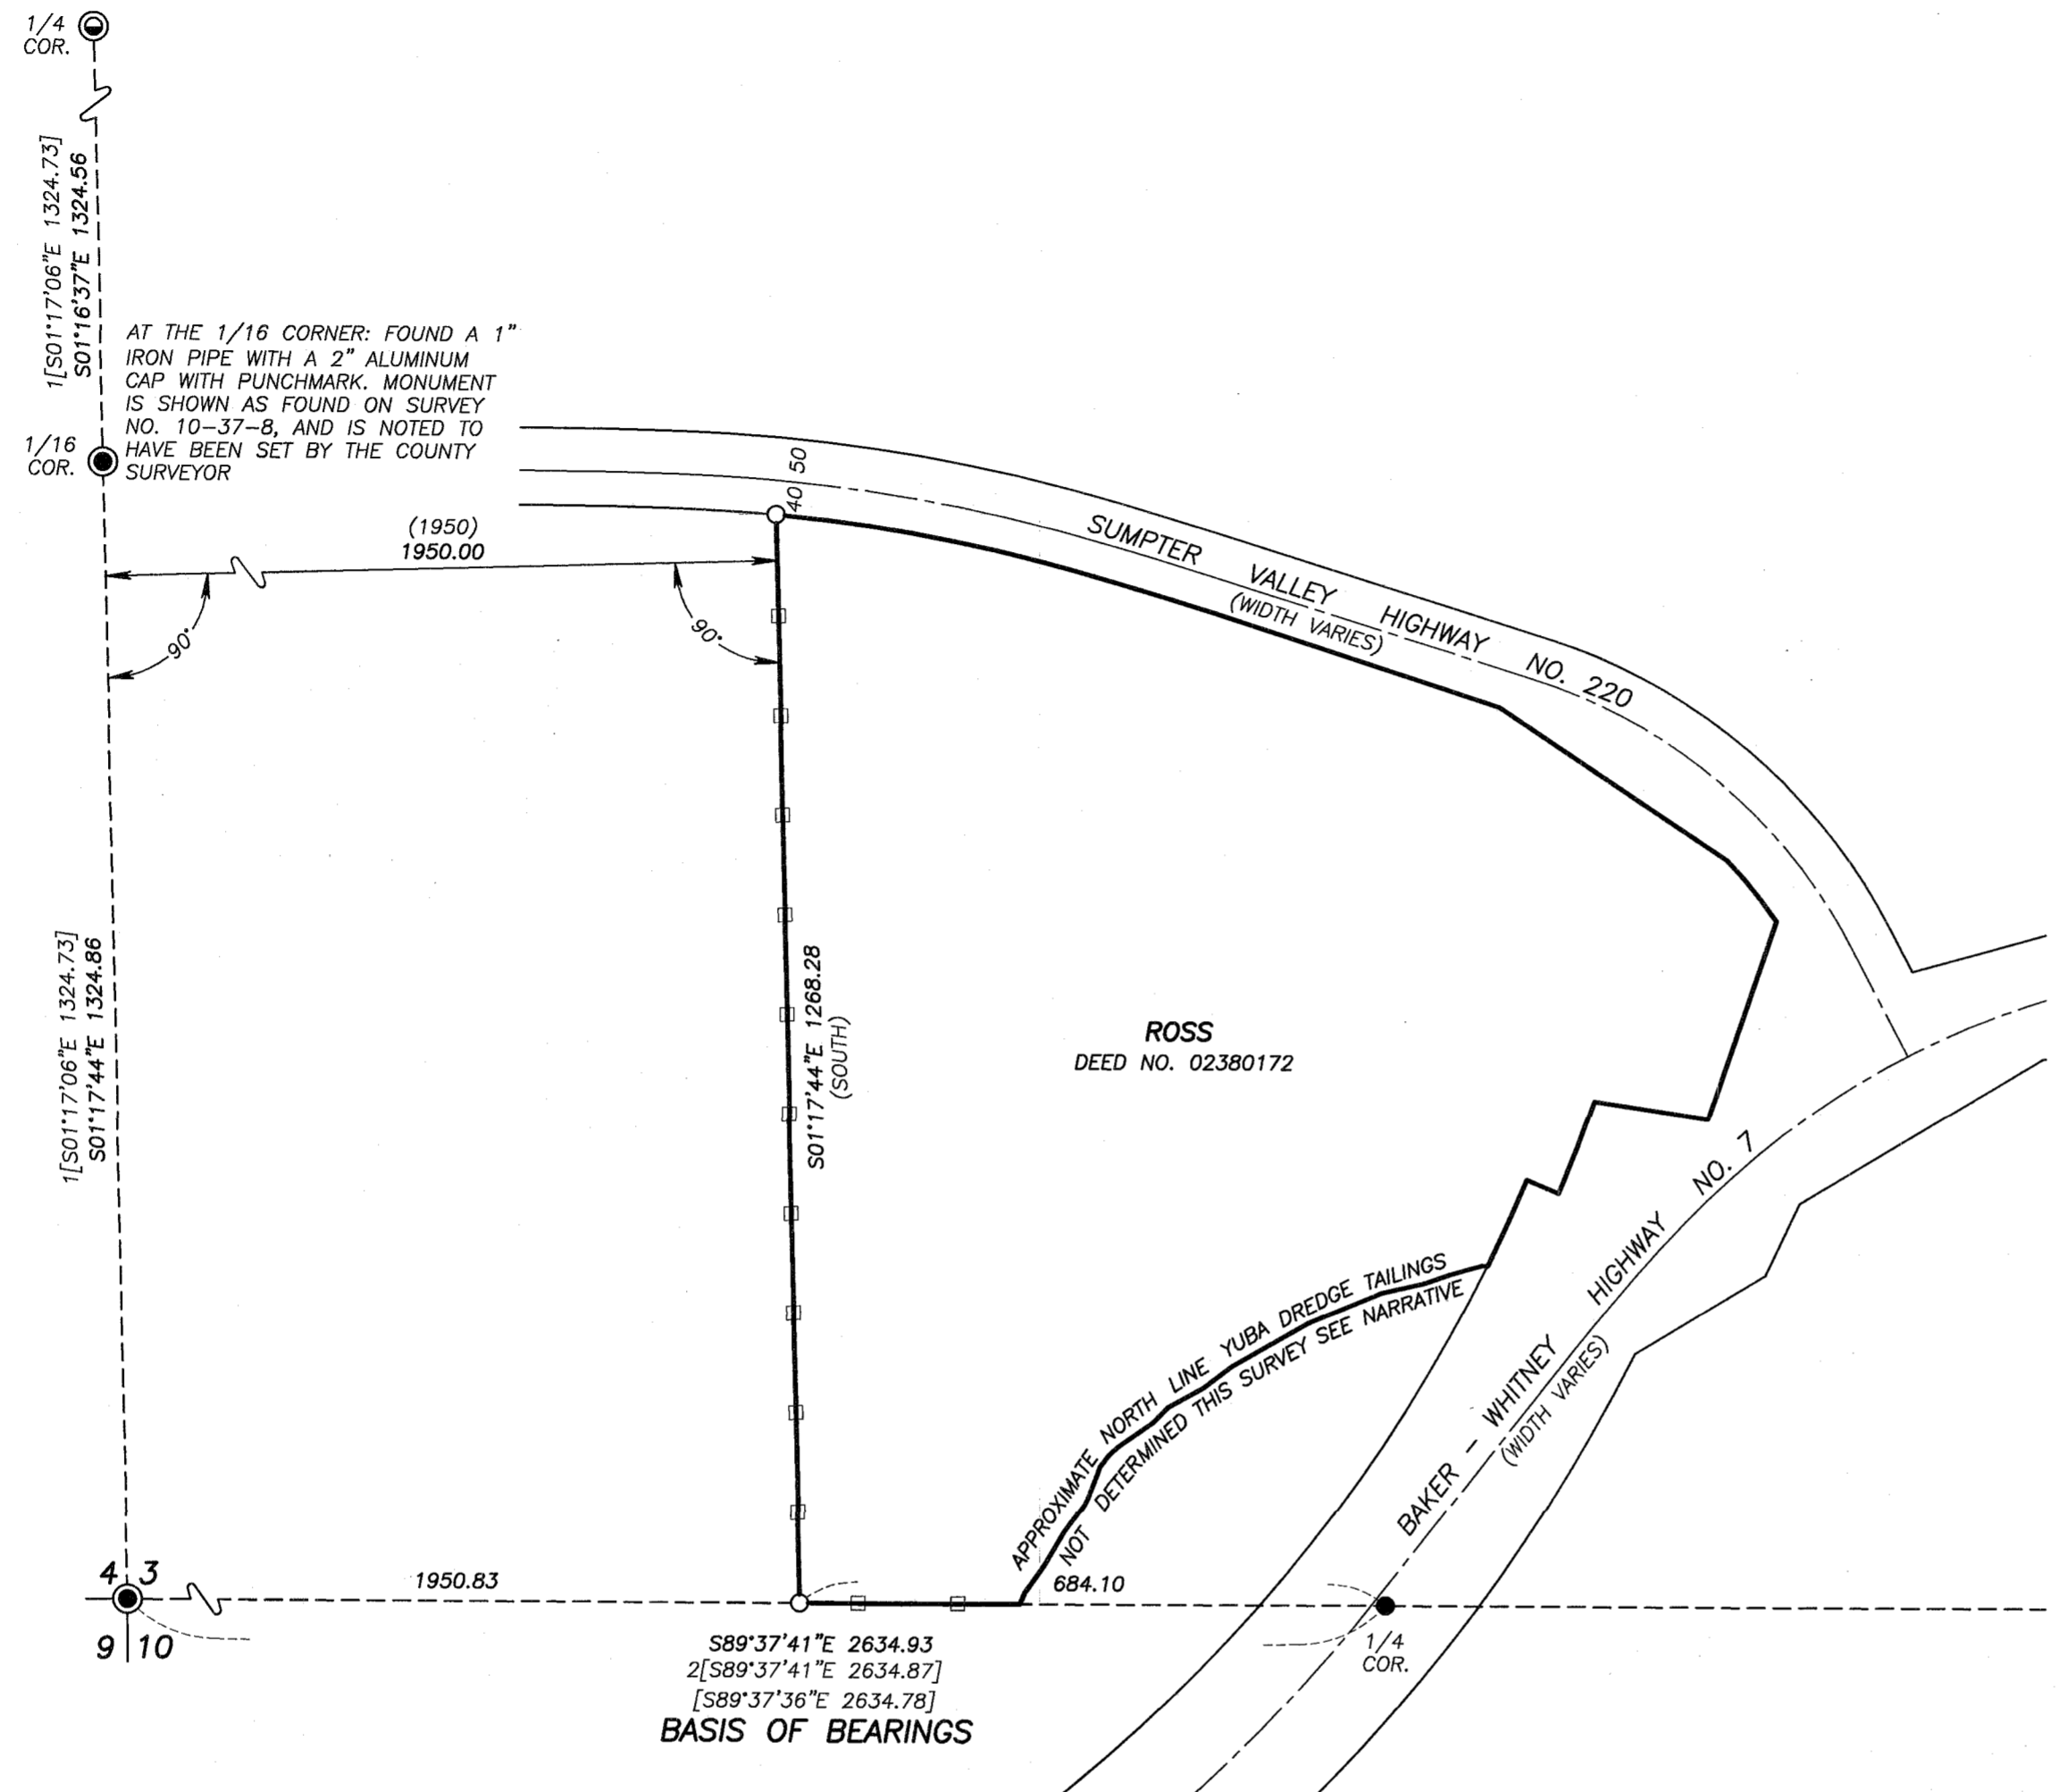 1/4
COR.
1[S01°17'06"E 1324.73]
S01°16'37"E 1324.56
AT THE 1/16 CORNER: FOUND A 1"
IRON PIPE WITH A 2" ALUMINUM
CAP WITH PUNCHMARK. MONUMENT
IS SHOWN AS FOUND ON SURVEY
NO. 10-37-8, AND IS NOTED TO
HAVE BEEN SET BY THE COUNTY
SURVEYOR
1/16
COR.
50
40
(1950)
1950.00
90°
90°
SUMPTER VALLEY HIGHWAY NO. 220
(WIDTH VARIES)
1[S01°17'06"E 1324.73]
S01°17'44"E 1324.86
S01°17'44"E 1268.28
(SOUTH)
ROSS
DEED NO. 02380172
BAKER - WHITNEY HIGHWAY NO. 7
(WIDTH VARIES)
APPROXIMATE NORTH LINE YUBA DREDGE TAILINGS
NOT DETERMINED THIS SURVEY SEE NARRATIVE
4 3
9 10
1950.83
684.10
1/4
COR.
S89°37'41"E 2634.93
2[S89°37'41"E 2634.87]
[S89°37'36"E 2634.78]
BASIS OF BEARINGS